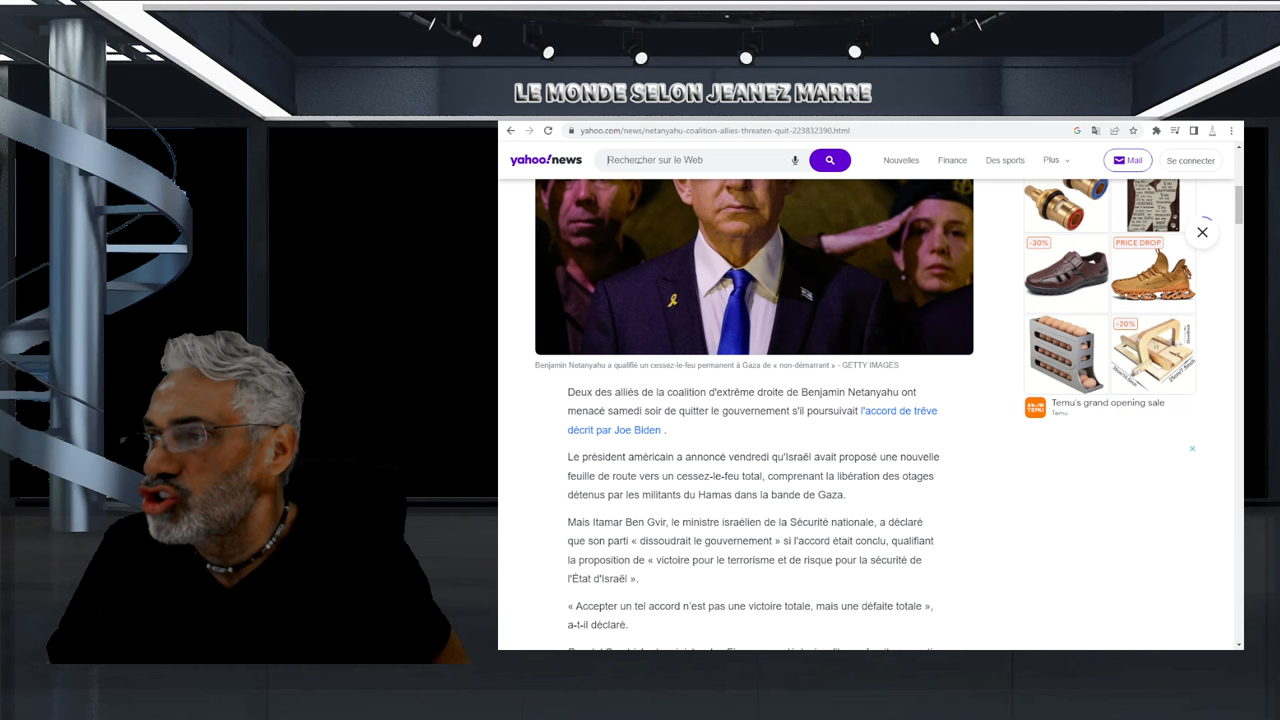 LE MONDE SELON JEANEZ MARRE
yahoo.com/news/netanyahu-coalition-allies-threaten-quit-223832390.html
yahoo!news
Rechercher sur le Web
Nouvelles
Finance
Des sports
Plus
Mail
Se connecter
-30%
PRICE DROP
-20%
Temu's grand opening sale
Temu
Benjamin Netanyahu a qualifié un cessez-le-feu permanent à Gaza de « non-démarrant » - GETTY IMAGES
Deux des alliés de la coalition d'extrême droite de Benjamin Netanyahu ont
menacé samedi soir de quitter le gouvernement s'il poursuivait l'accord de trêve
décrit par Joe Biden .
Le président américain a annoncé vendredi qu'Israël avait proposé une nouvelle
feuille de route vers un cessez-le-feu total, comprenant la libération des otages
détenus par les militants du Hamas dans la bande de Gaza.
Mais Itamar Ben Gvir, le ministre israélien de la Sécurité nationale, a déclaré
que son parti « dissoudrait le gouvernement » si l'accord était conclu, qualifiant
la proposition de « victoire pour le terrorisme et de risque pour la sécurité de
l'État d'Israël ».
« Accepter un tel accord n'est pas une victoire totale, mais une défaite totale »,
a-t-il déclaré.